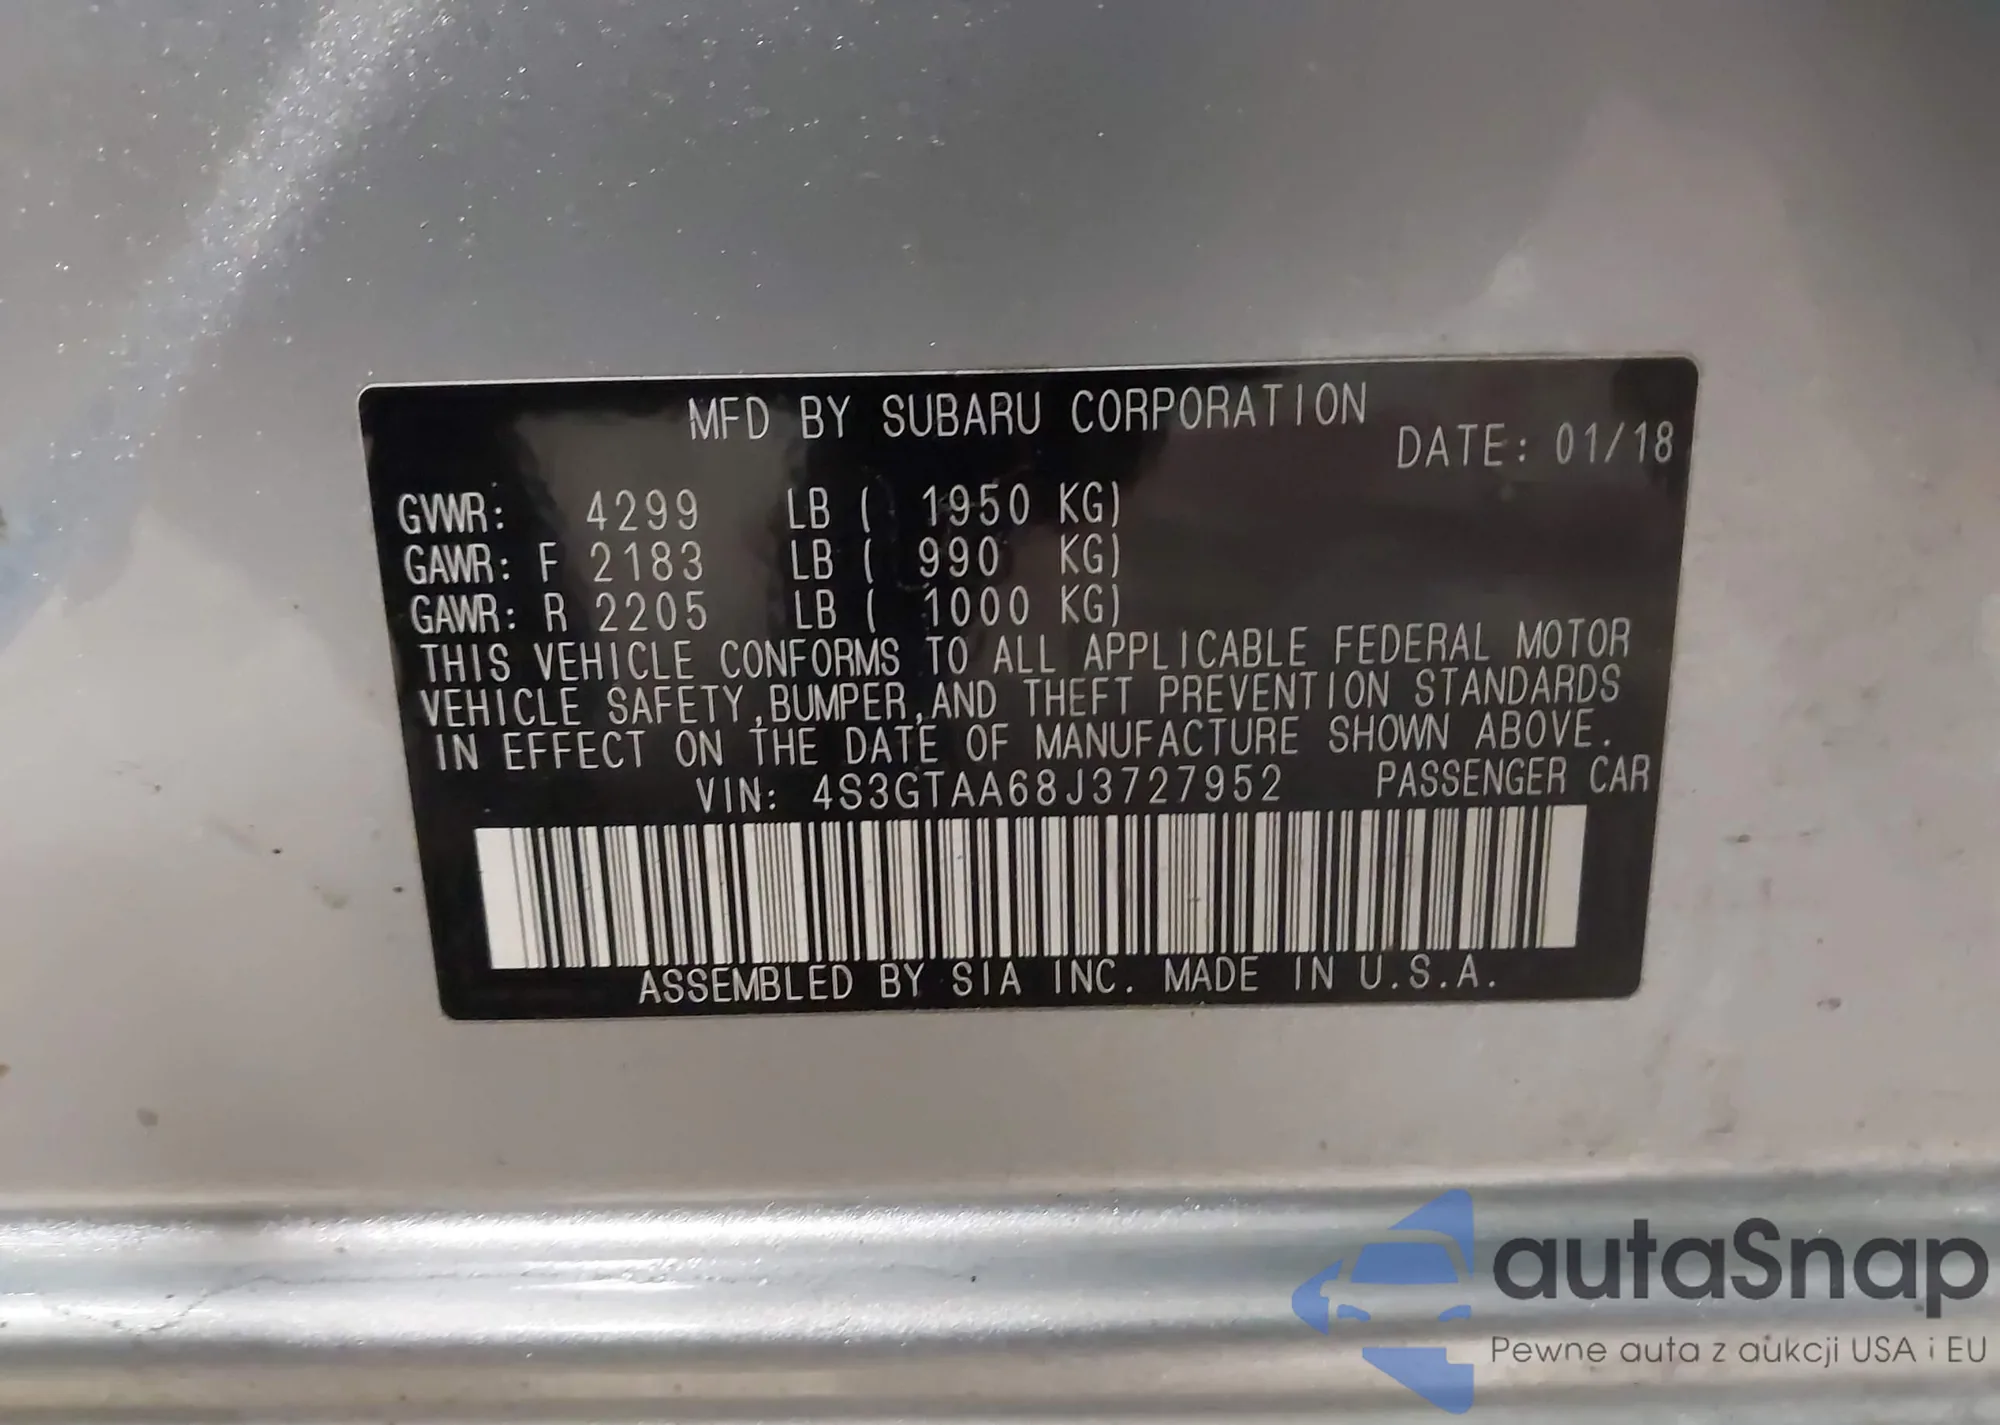 MFD BY SUBARU CORPORATION
DATE: 01/18
GVWR: 4299 LB ( 1950 KG)
GAWR: F 2183 LB ( 990 KG)
GAWR: R 2205 LB ( 1000 KG)
THIS VEHICLE CONFORMS TO ALL APPLICABLE FEDERAL MOTOR
VEHICLE SAFETY,BUMPER,AND THEFT PREVENTION STANDARDS
IN EFFECT ON THE DATE OF MANUFACTURE SHOWN ABOVE.
VIN: 4S3GTAA68J3727952 PASSENGER CAR
ASSEMBLED BY SIA INC. MADE IN U.S.A.
autaSnap
Pewne auta z aukcji USA i EU